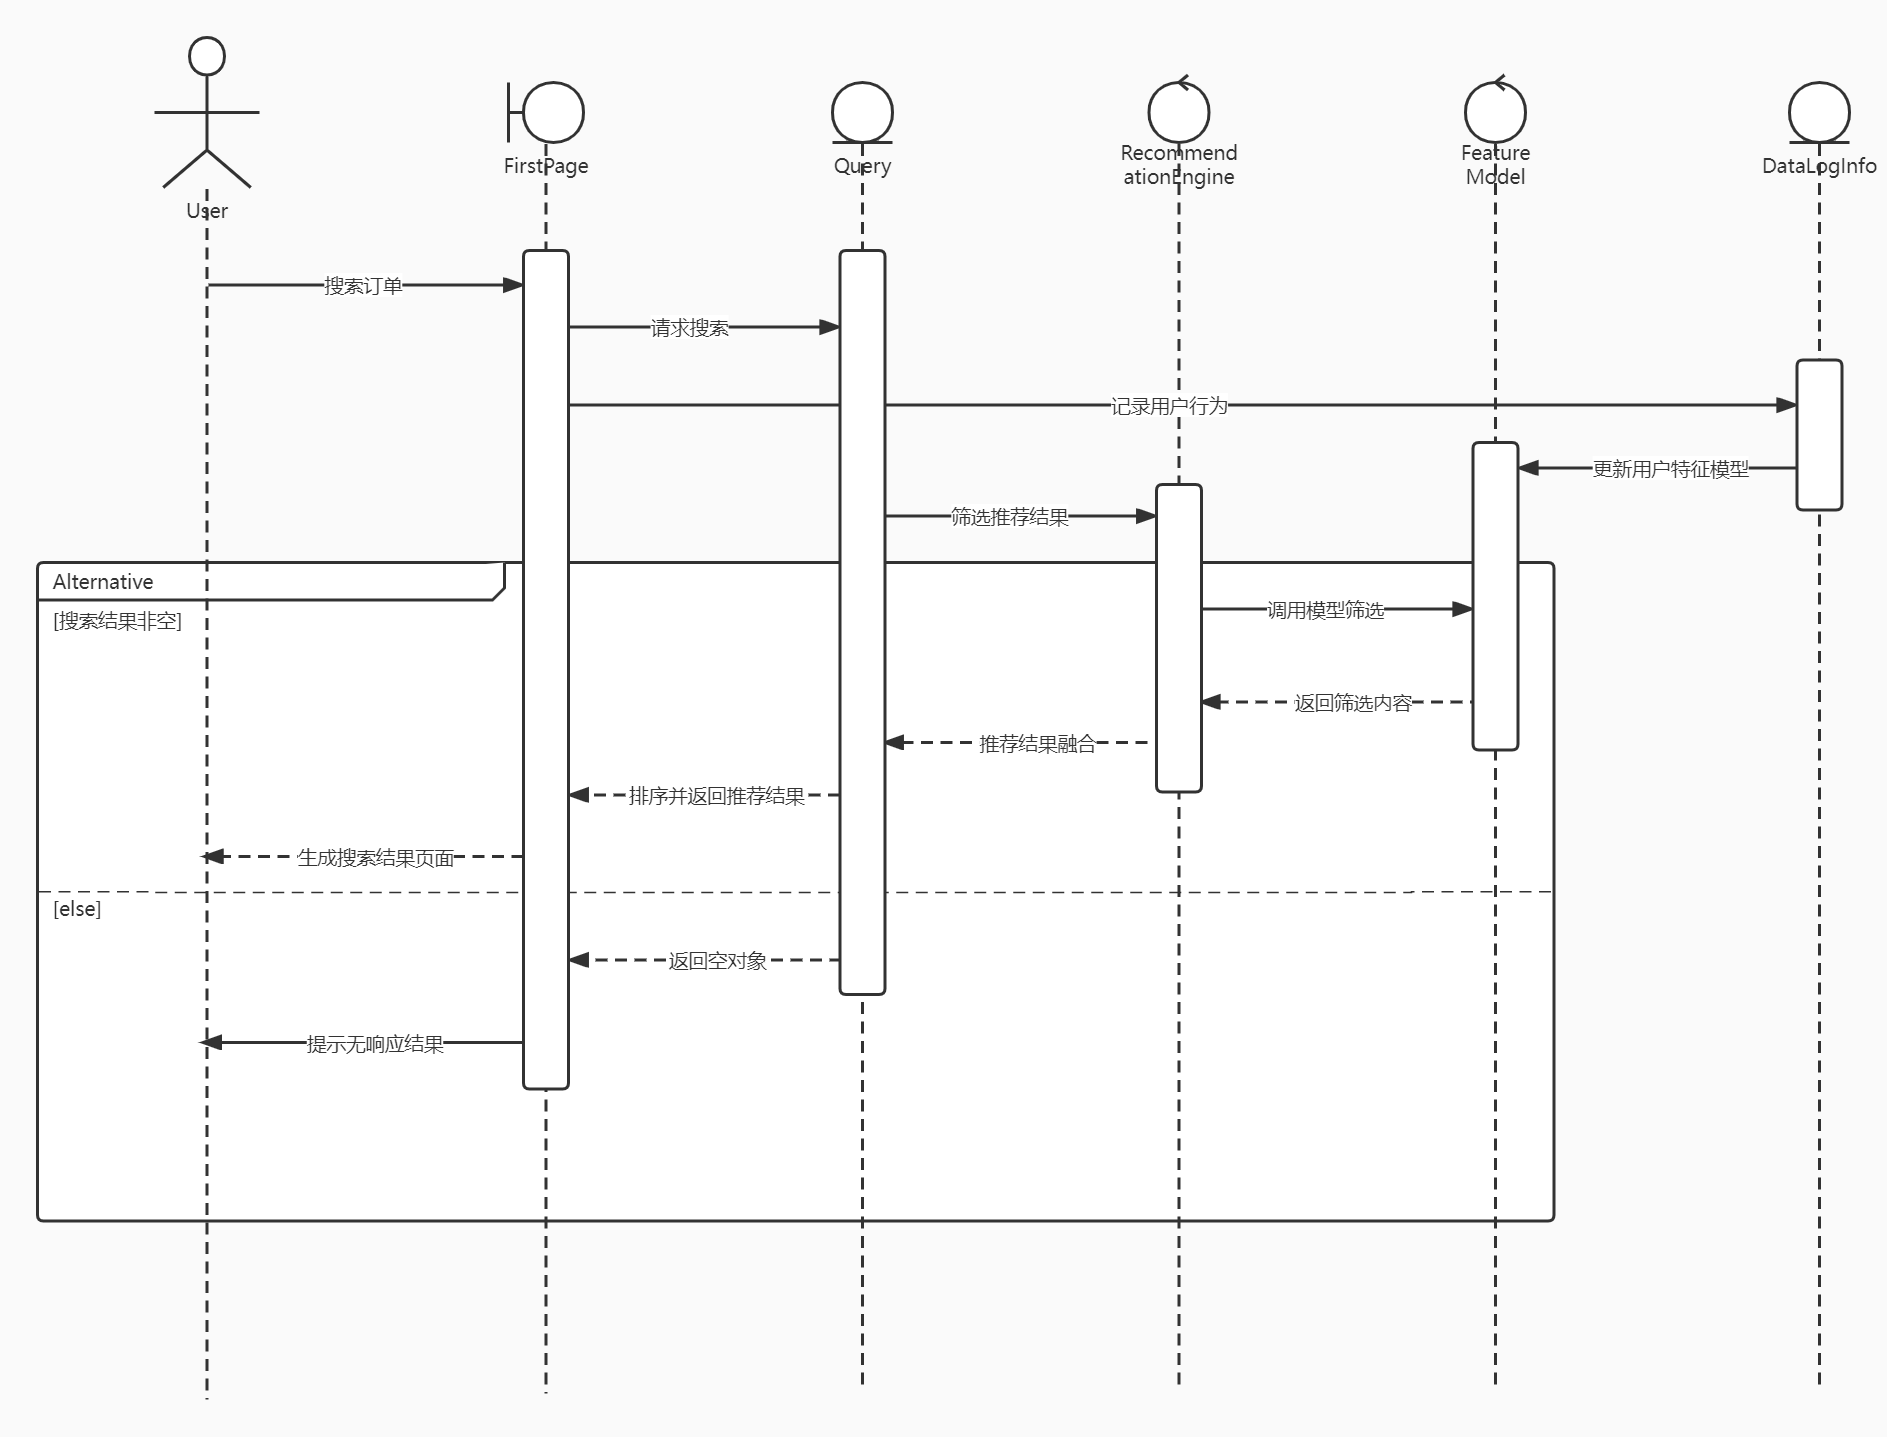 User
FirstPage
Query
Recommend
ationEngine
Feature
Model
DataLogInfo
搜索订单
请求搜索
记录用户行为
更新用户特征模型
筛选推荐结果
Alternative
[搜索结果非空]
调用模型筛选
返回筛选内容
推荐结果融合
排序并返回推荐结果
生成搜索结果页面
[else]
返回空对象
提示无响应结果